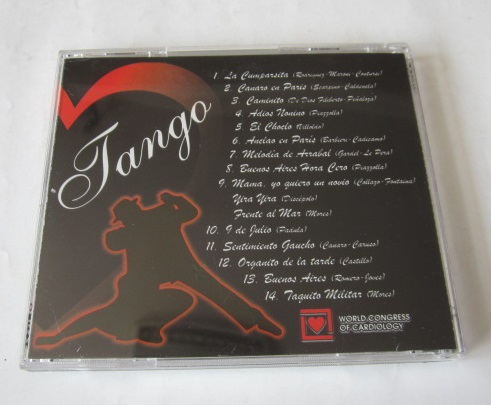 Tango
1. La Cumparsita (Rodriguez-Maroni-Contursi)
2. Canaro en Paris (Scarpino-Caldarella)
3. Caminito (De Dios Filiberto-Peñaloza)
4. Adios Nonino (Piazzolla)
5. El Choclo (Villoldo)
6. Anclao en Paris (Barbieri-Cadicamo)
7. Melodia de Arrabal (Gardel-Le Pera)
8. Buenos Aires Hora Cero (Piazzolla)
9. Mama, yo quiero un novio (Collazo-Fontaina)
Yira Yira (Discepolo)
Frente al Mar (Mores)
10. 9 de Julio (Padula)
11. Sentimiento Gaucho (Canaro-Caruso)
12. Organito de la tarde (Castillo)
13. Buenos Aires (Romero-Jovés)
14. Taquito Militar (Mores)
WORLD CONGRESS
OF CARDIOLOGY